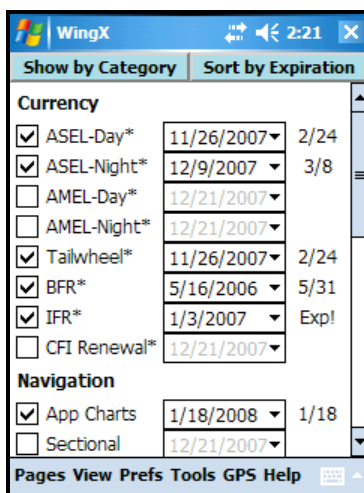 WingX 2:21
Show by Category Sort by Expiration
Currency
ASEL-Day* 11/26/2007 2/24
ASEL-Night* 12/9/2007 3/8
AMEL-Day* 12/21/2007
AMEL-Night* 12/21/2007
Tailwheel* 11/26/2007 2/24
BFR* 5/16/2006 5/31
IFR* 1/3/2007 Exp!
CFI Renewal* 12/21/2007
Navigation
App Charts 1/18/2008 1/18
Sectional 12/21/2007
Pages View Prefs Tools GPS Help